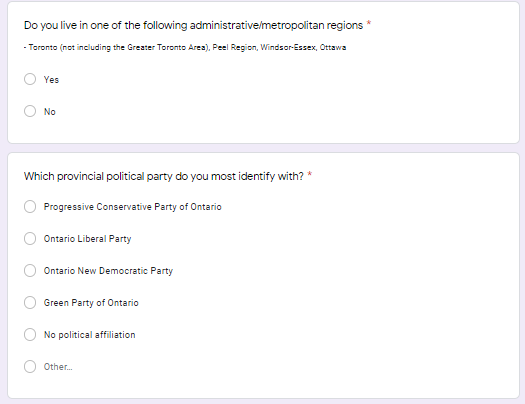 Do you live in one of the following administrative/metropolitan regions *
- Toronto (not including the Greater Toronto Area), Peel Region, Windsor-Essex, Ottawa
Yes
No
Which provincial political party do you most identify with? *
Progressive Conservative Party of Ontario
Ontario Liberal Party
Ontario New Democratic Party
Green Party of Ontario
No political affiliation
Other...